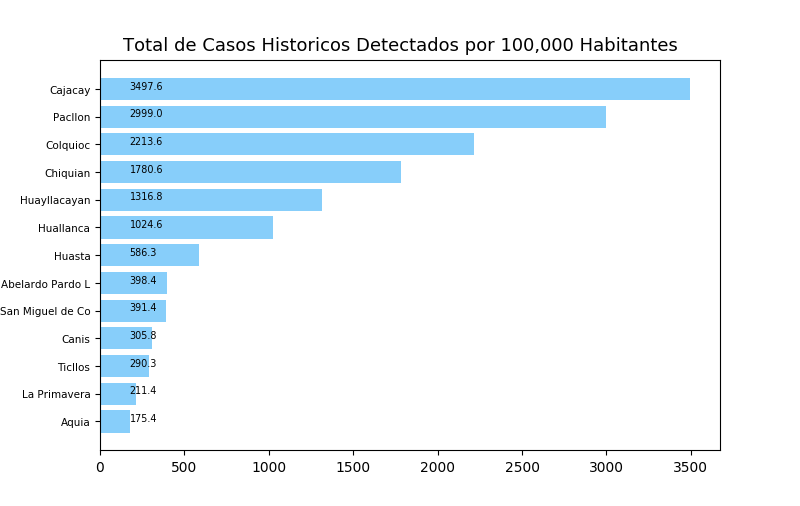 Total de Casos Historicos Detectados por 100,000 Habitantes
Cajacay 3497.6
Pacllon 2999.0
Colquioc 2213.6
Chiquian 1780.6
Huayllacayan 1316.8
Huallanca 1024.6
Huasta 586.3
Abelardo Pardo L 398.4
San Miguel de Co 391.4
Canis 305.8
Ticllos 290.3
La Primavera 211.4
Aquia 175.4
0 500 1000 1500 2000 2500 3000 3500